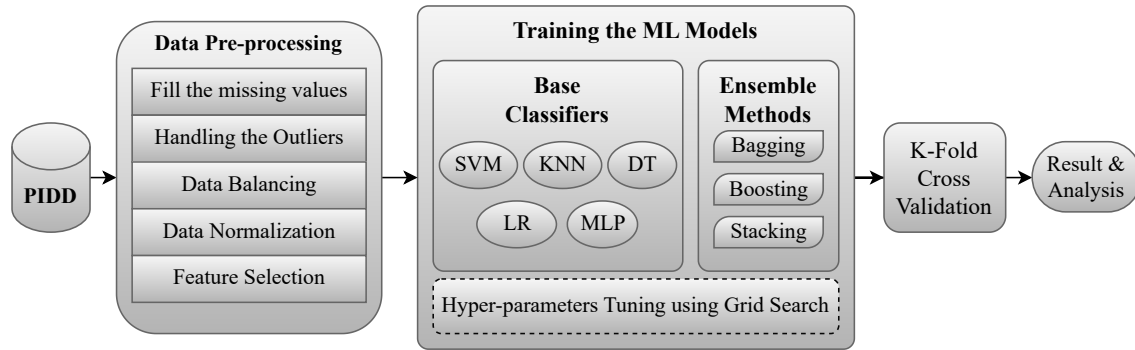 PIDD
Data Pre-processing
Fill the missing values
Handling the Outliers
Data Balancing
Data Normalization
Feature Selection
Training the ML Models
Base
Classifiers
SVM
KNN
DT
LR
MLP
Ensemble
Methods
Bagging
Boosting
Stacking
Hyper-parameters Tuning using Grid Search
K-Fold
Cross
Validation
Result &
Analysis